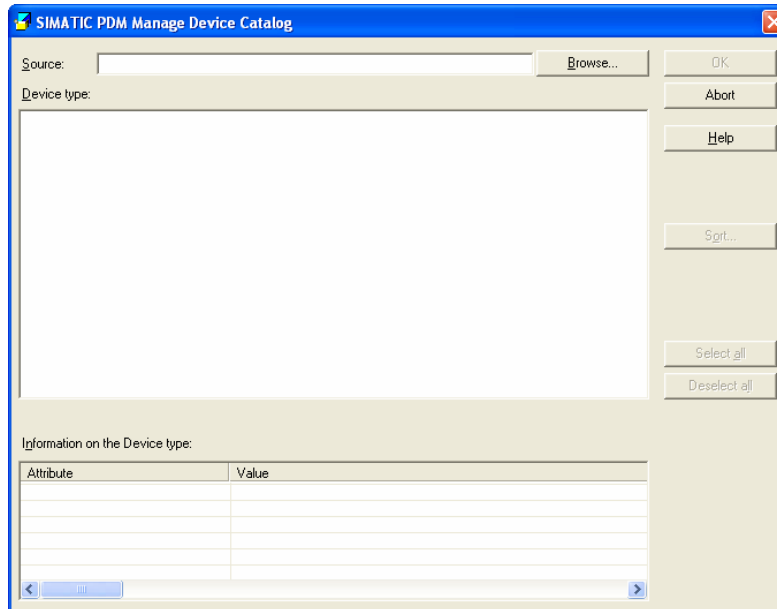 SIMATIC PDM Manage Device Catalog
Source: Browse... OK
Device type: Abort
Help
Sort...
Select all
Deselect all
Information on the Device type:
Attribute Value